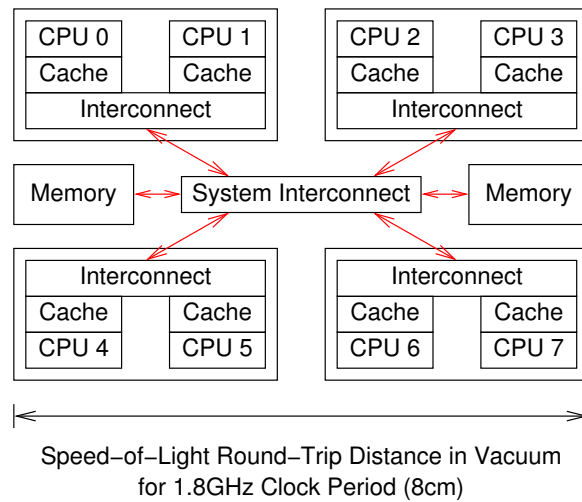 CPU 0 CPU 1 CPU 2 CPU 3
Cache Cache Cache Cache
Interconnect Interconnect
Memory System Interconnect Memory
Interconnect Interconnect
Cache Cache Cache Cache
CPU 4 CPU 5 CPU 6 CPU 7
Speed−of−Light Round−Trip Distance in Vacuum
for 1.8GHz Clock Period (8cm)